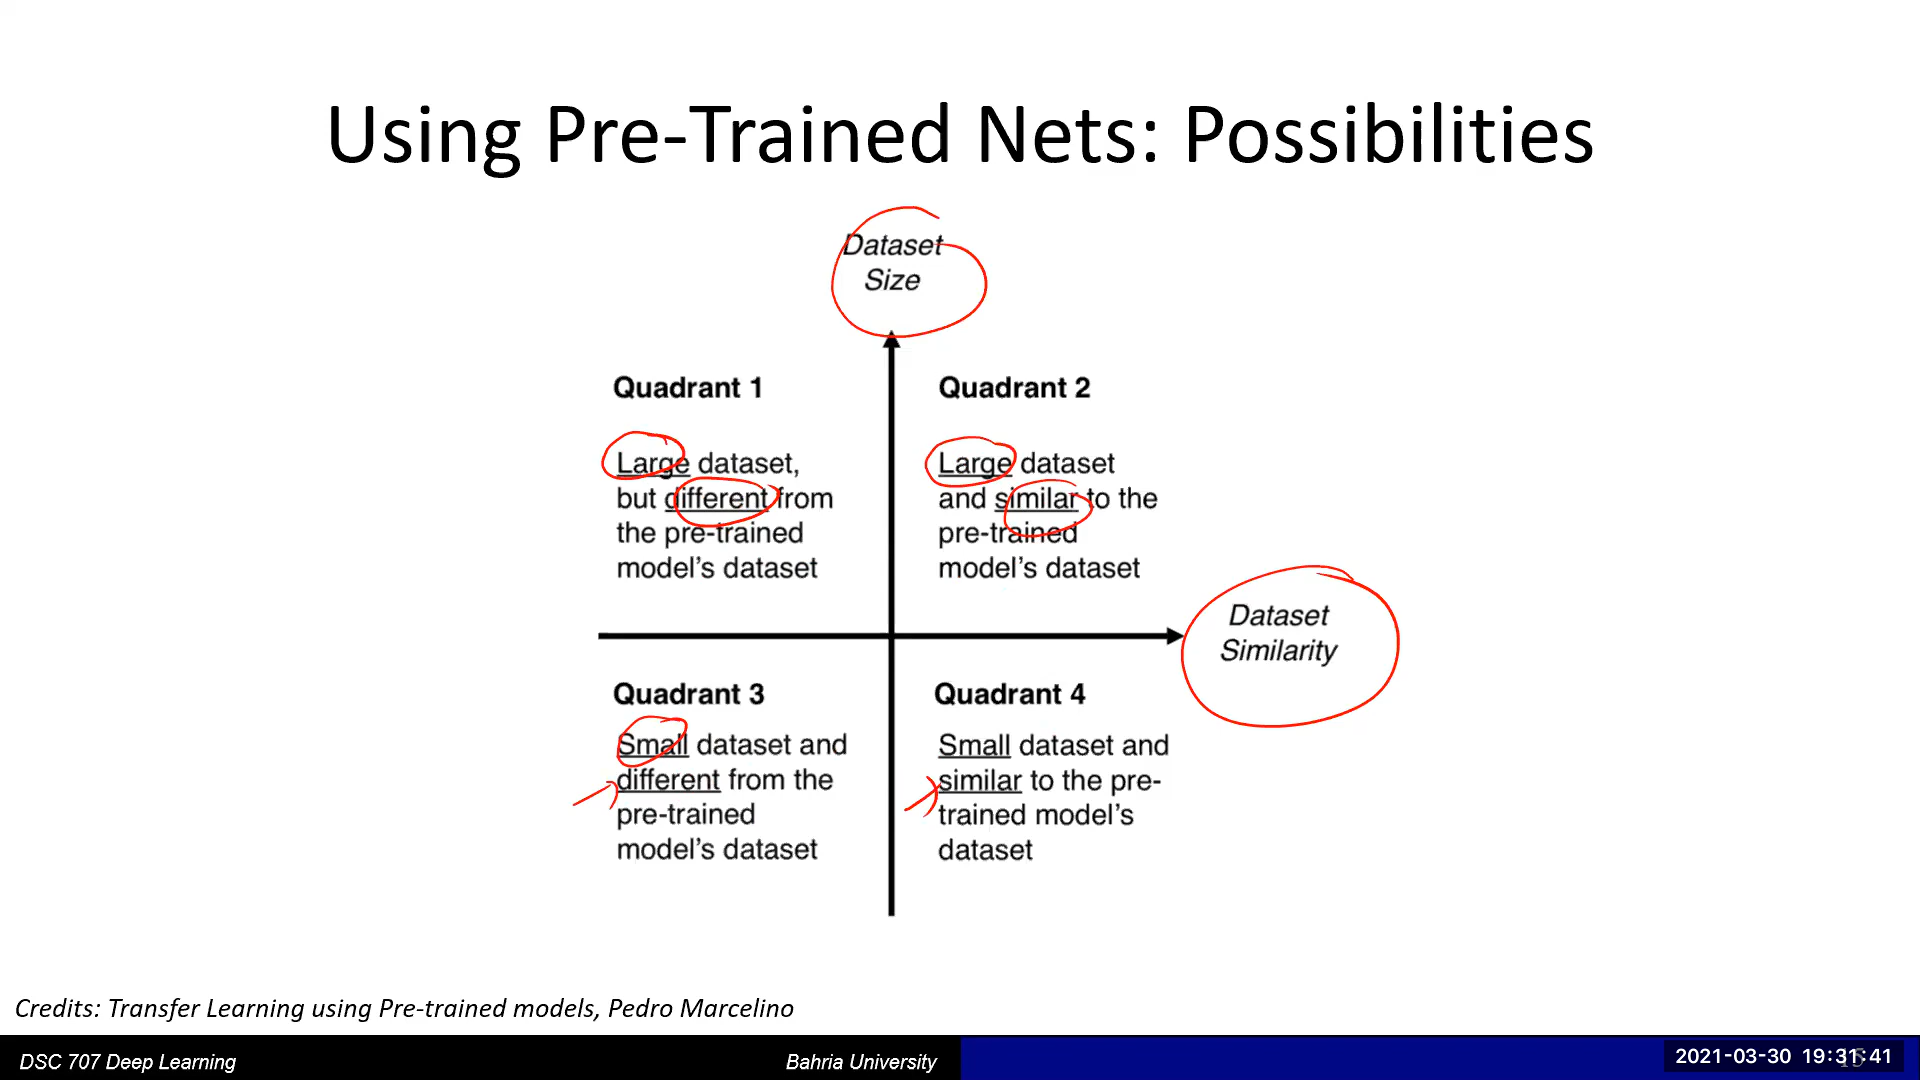 Using Pre-Trained Nets: Possibilities
Dataset
Size
Quadrant 1
Large dataset,
but different from
the pre-trained
model's dataset
Quadrant 2
Large dataset
and similar to the
pre-trained
model's dataset
Dataset
Similarity
Quadrant 3
Small dataset and
different from the
pre-trained
model's dataset
Quadrant 4
Small dataset and
similar to the pre-
trained model's
dataset
Credits: Transfer Learning using Pre-trained models, Pedro Marcelino
DSC 707 Deep Learning
Bahria University
2021-03-30 19:31:41
15